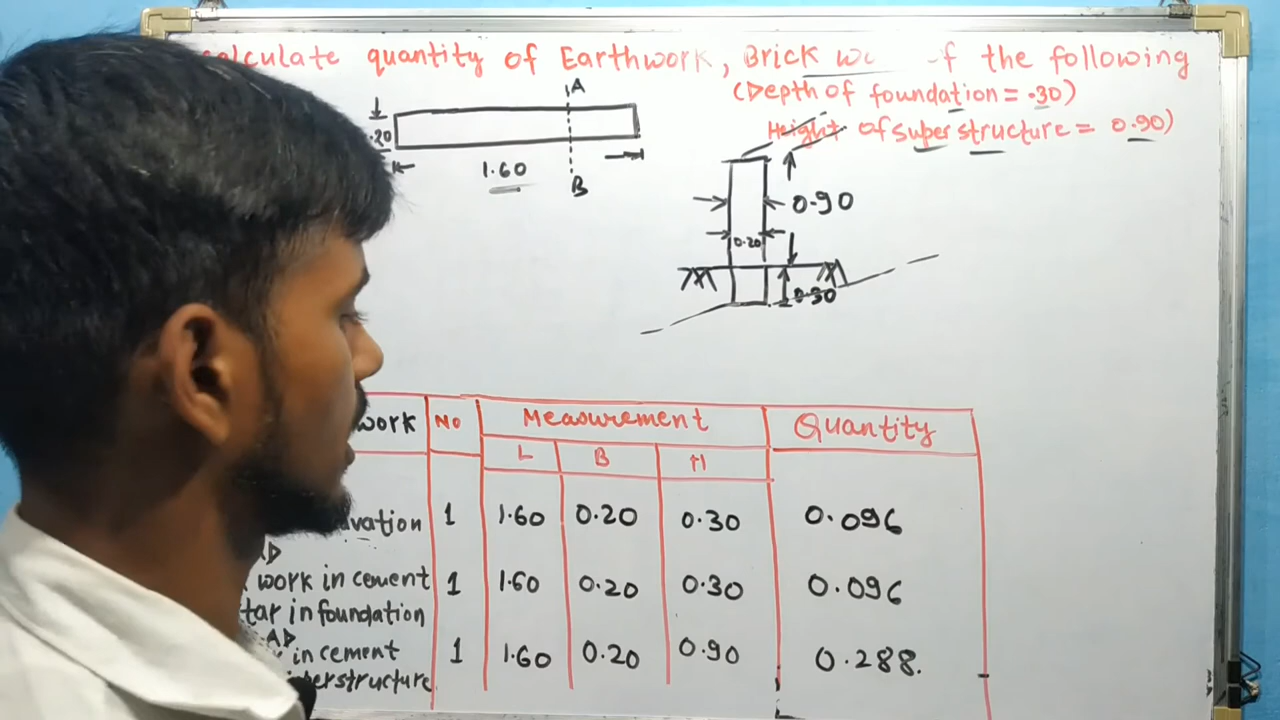 calculate quantity of Earthwork, Brick of the following
(Depth of foundation = .30)
Height of super structure = 0.90)
A
.20
1.60
B
0.90
0.20
0.30
work No Measurement Quantity
L B H
vation 1 1.60 0.20 0.30 0.096
work in cement 1 1.60 0.20 0.30 0.096
tar in foundation
in cement 1 1.60 0.20 0.90 0.288.
erstructure